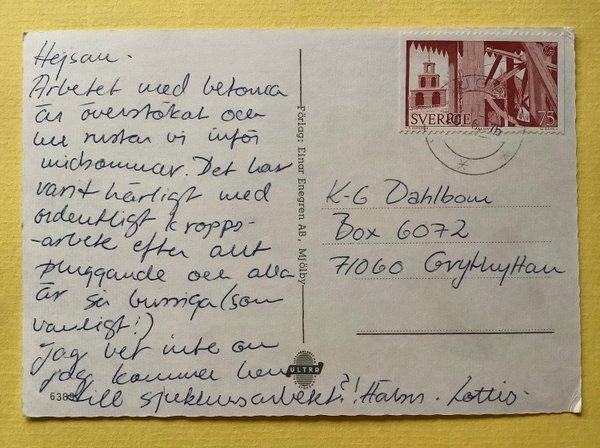 Hejsan -
Arbetet med betorna
är överstökat och
nu rustar vi inför
midsommar. Det har
varit härligt med
ordentligt kropps-
-arbete efter allt
pluggande och alla
är så bussiga (som
vanligt!)
Jag vet inte om
jag kommer hem
till sjukhusarbetet?! Hälsn. Lottis.
Förlag: Einar Enegren AB, Mjölby
ULTRA
6389
SVERIGE
75
K-G Dahlbom
Box 6072
71060 Grythyttan